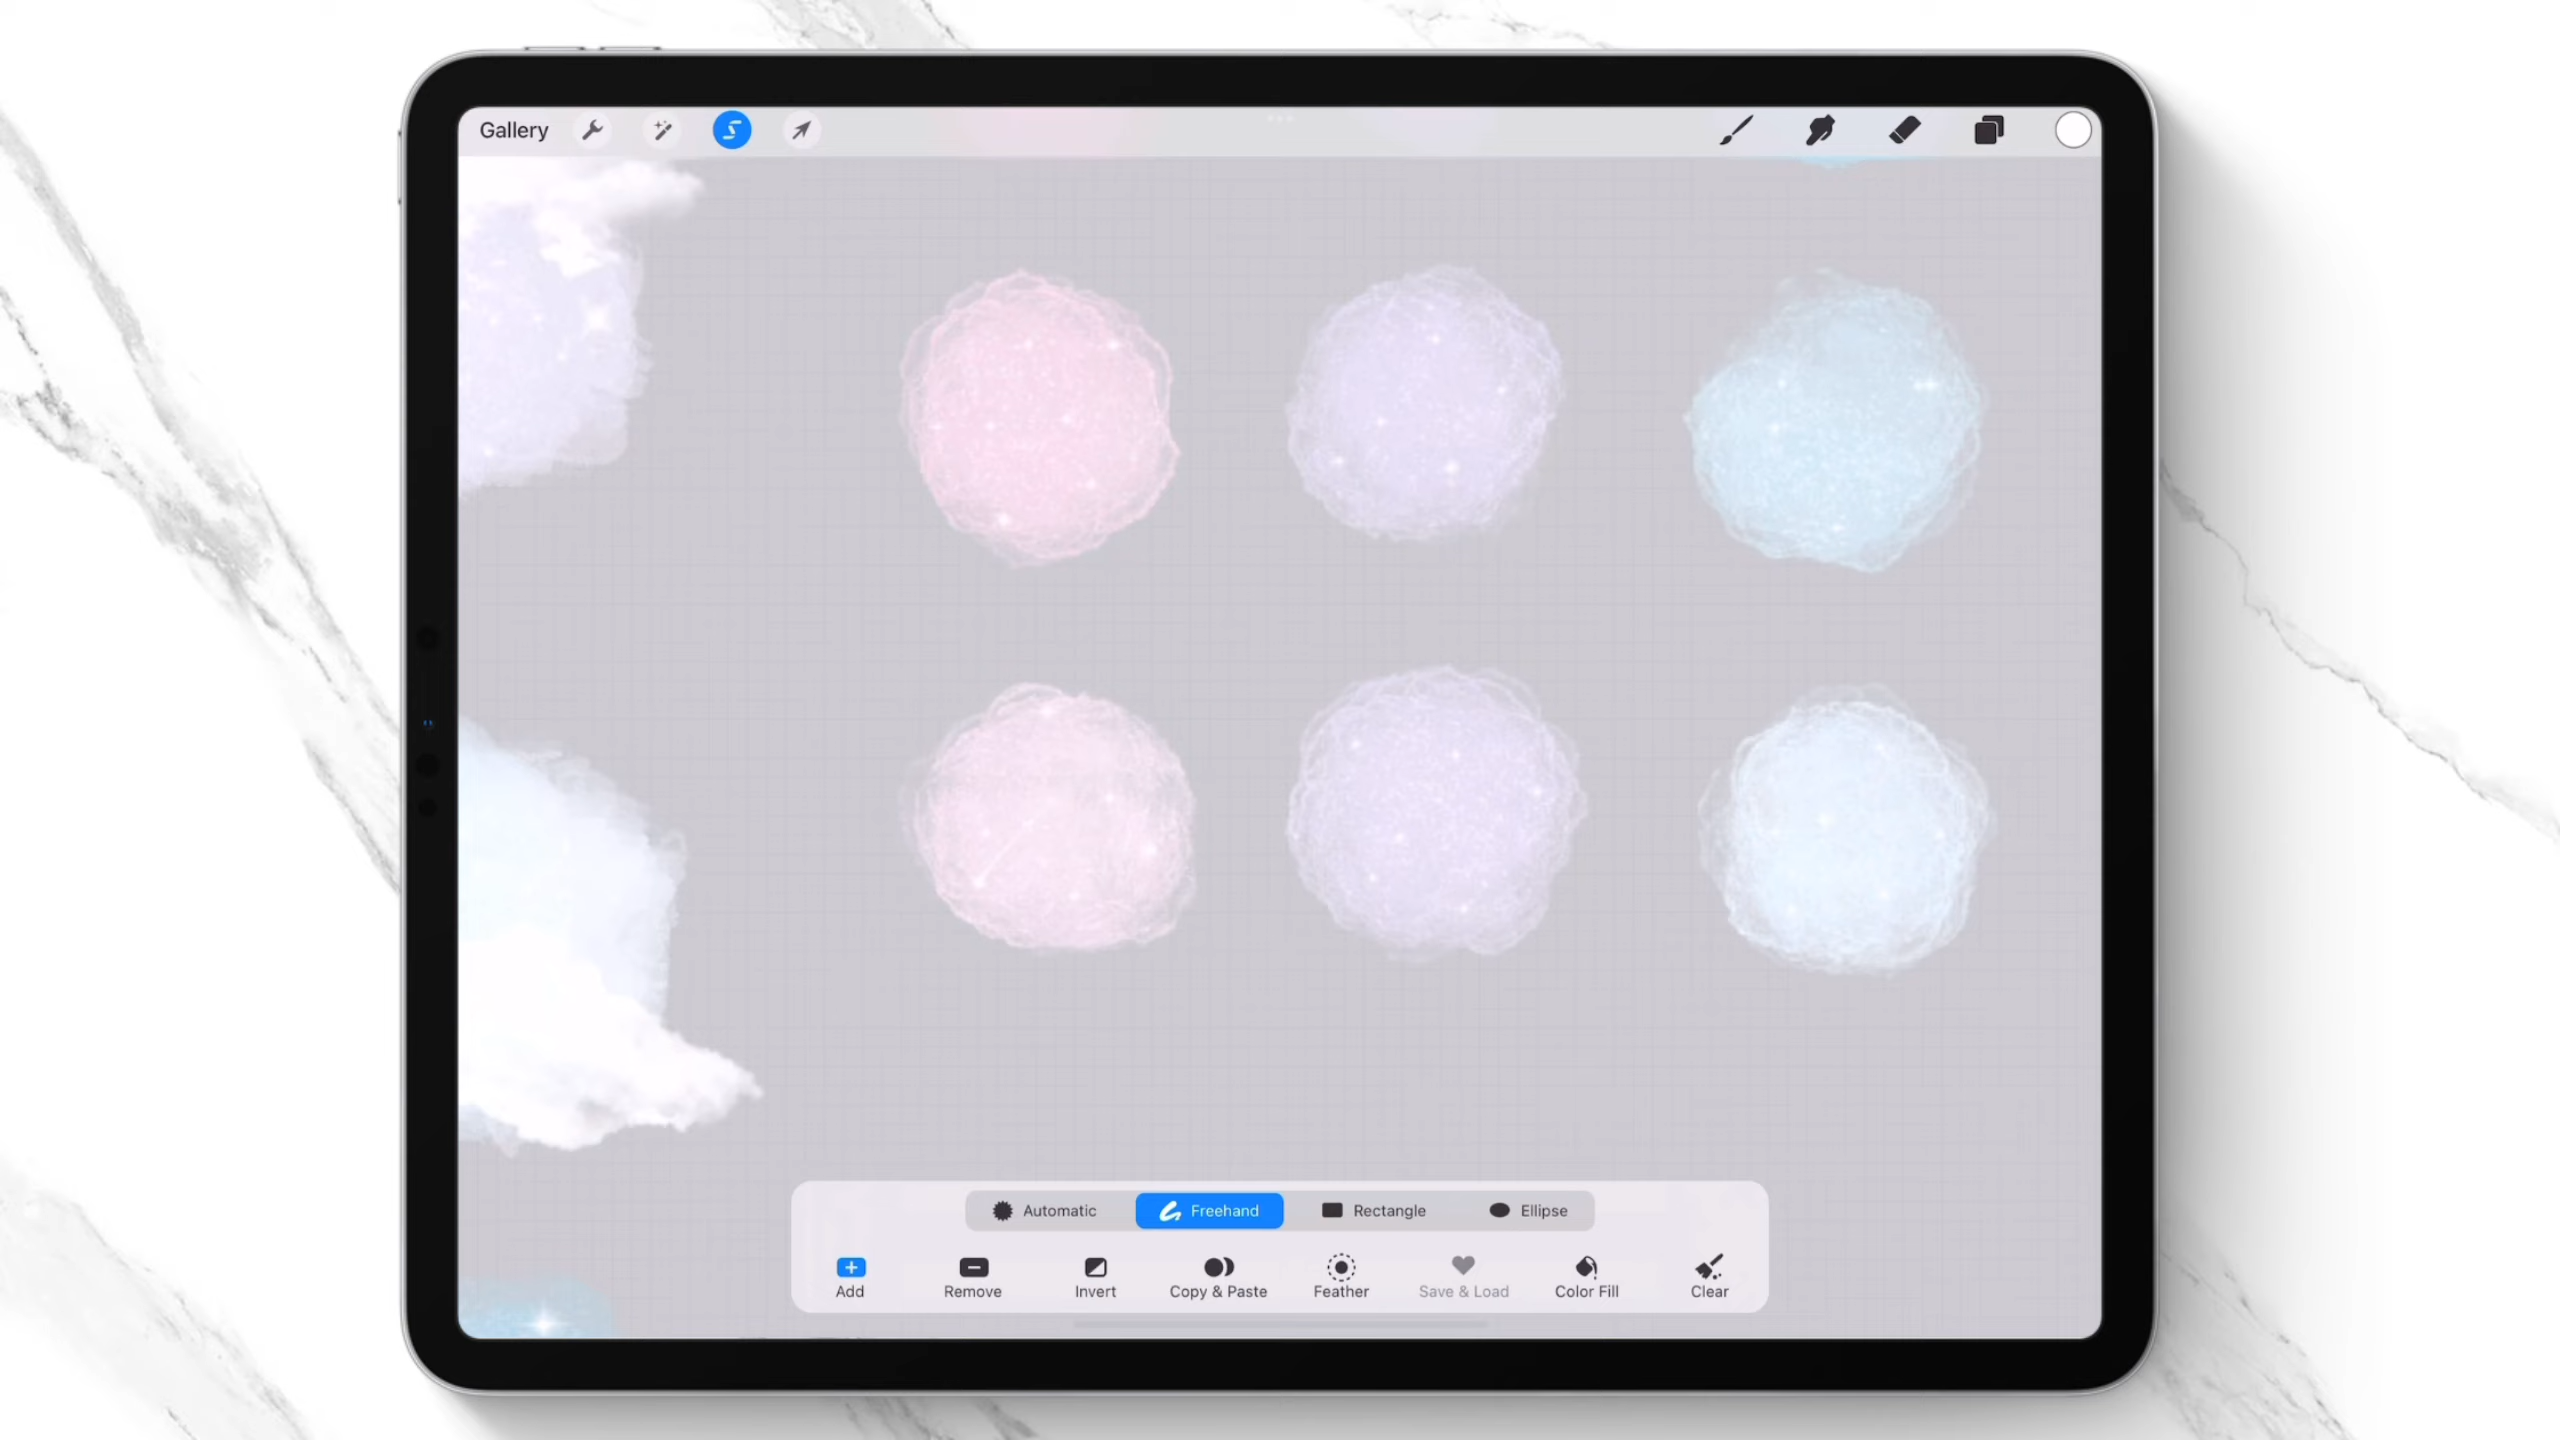 Gallery
Automatic Freehand Rectangle Ellipse
Add Remove Invert Copy & Paste Feather Save & Load Color Fill Clear